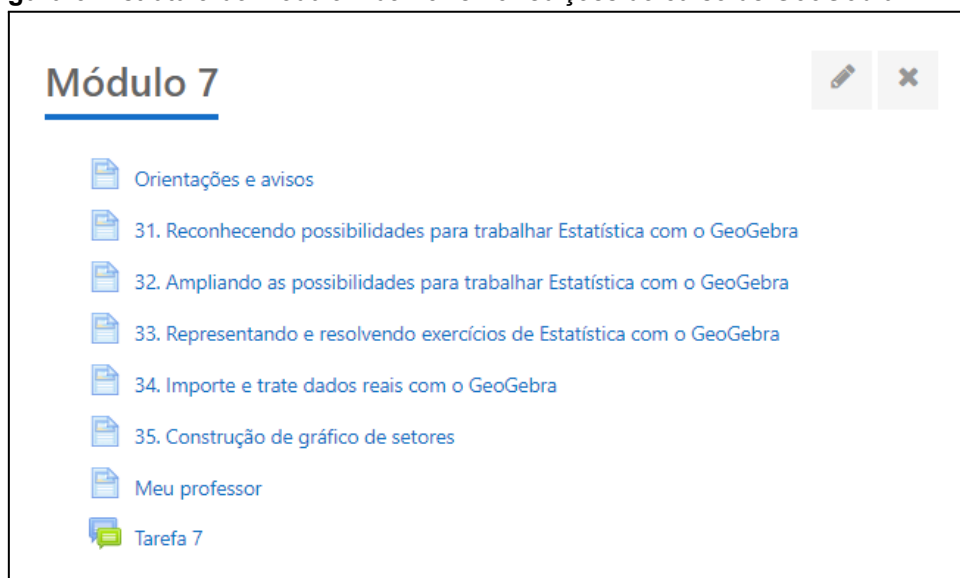 Módulo 7
Orientações e avisos
31. Reconhecendo possibilidades para trabalhar Estatística com o GeoGebra
32. Ampliando as possibilidades para trabalhar Estatística com o GeoGebra
33. Representando e resolvendo exercícios de Estatística com o GeoGebra
34. Importe e trate dados reais com o GeoGebra
35. Construção de gráfico de setores
Meu professor
Tarefa 7